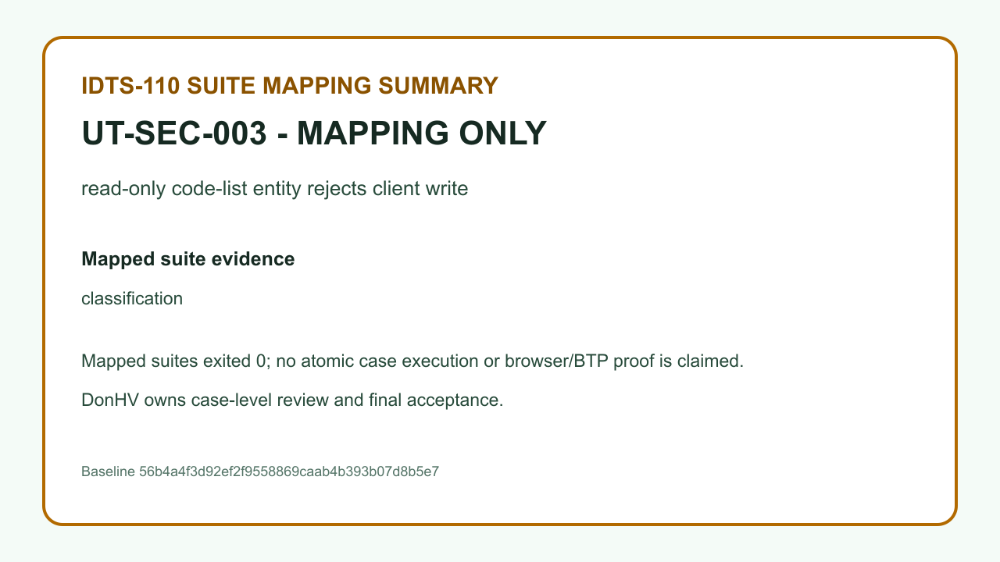 IDTS-110 SUITE MAPPING SUMMARY
UT-SEC-003 - MAPPING ONLY
read-only code-list entity rejects client write
Mapped suite evidence
classification
Mapped suites exited 0; no atomic case execution or browser/BTP proof is claimed.
DonHV owns case-level review and final acceptance.
Baseline 56b4a4f3d92ef2f9558869caab4b393b07d8b5e7